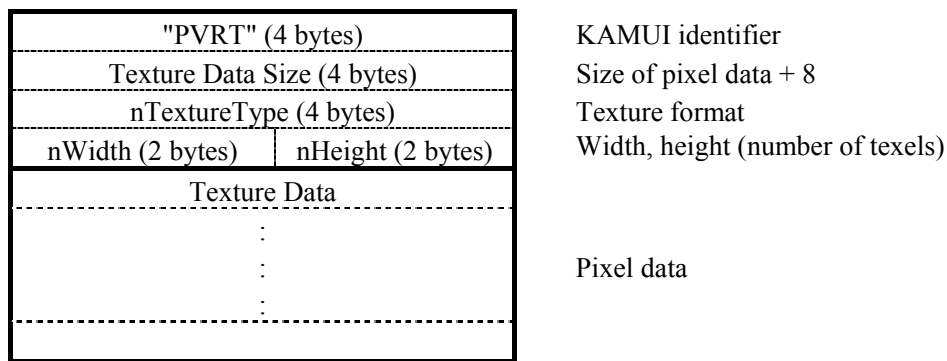 "PVRT" (4 bytes) KAMUI identifier
Texture Data Size (4 bytes) Size of pixel data + 8
nTextureType (4 bytes) Texture format
nWidth (2 bytes) nHeight (2 bytes) Width, height (number of texels)
Texture Data
:
:
Pixel data
: